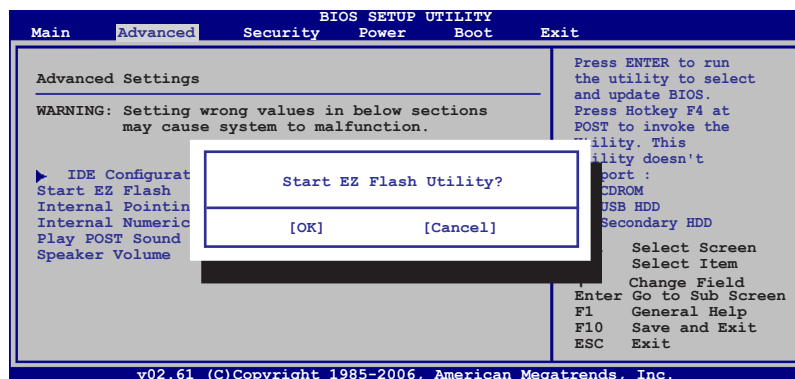 BIOS SETUP UTILITY
Main Advanced Security Power Boot Exit
Advanced Settings
WARNING: Setting wrong values in below sections
may cause system to malfunction.
IDE Configurat
Start EZ Flash
Internal Pointin
Internal Numeric
Play POST Sound
Speaker Volume
Start EZ Flash Utility?
[OK] [Cancel]
Press ENTER to run
the utility to select
and update BIOS.
Press Hotkey F4 at
POST to invoke the
ility. This
ility doesn't
port :
CDROM
USB HDD
Secondary HDD
Select Screen
Select Item
Change Field
Enter Go to Sub Screen
F1 General Help
F10 Save and Exit
ESC Exit
v02.61 (C)Copyright 1985-2006, American Megatrends, Inc.